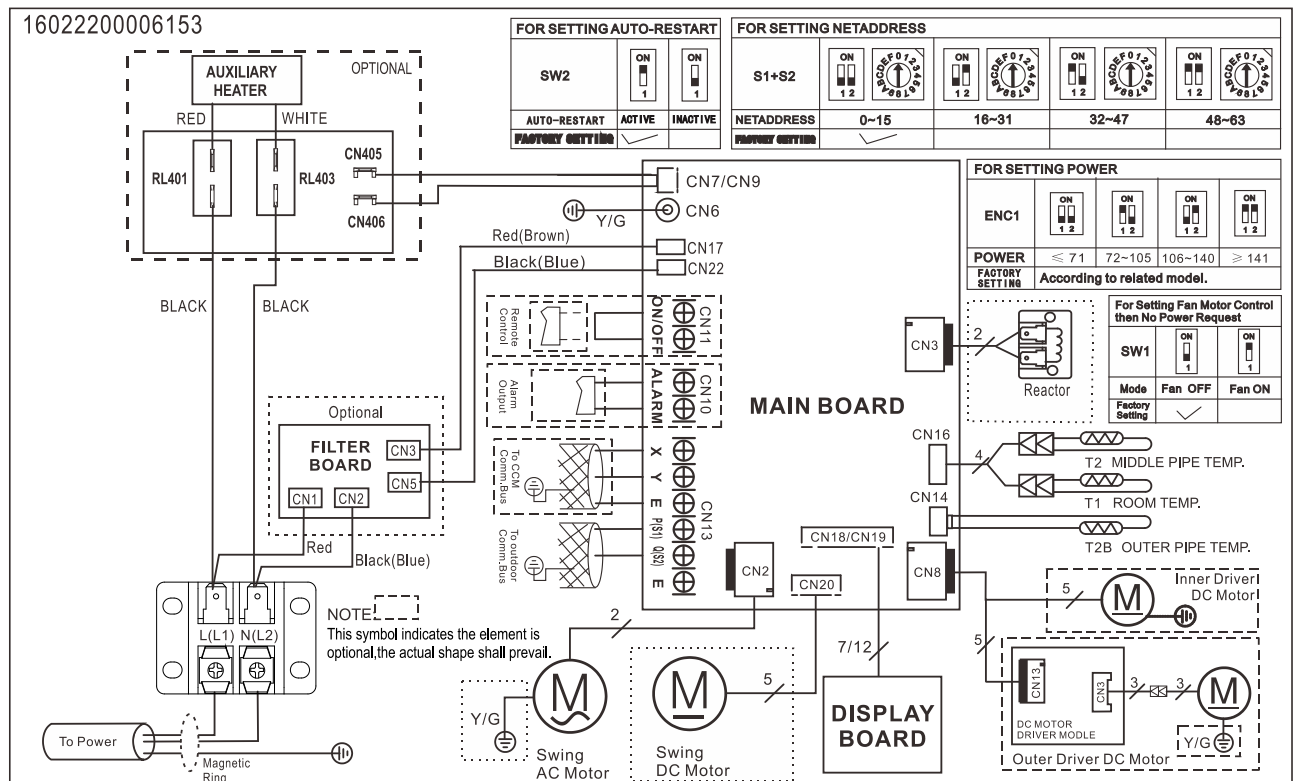 16022200006153
AUXILIARY
HEATER
OPTIONAL
RED
WHITE
RL401
RL403
CN405
CN406
BLACK
BLACK
FOR SETTING AUTO-RESTART
SW2
ON
1
ON
1
AUTO-RESTART
ACTIVE
INACTIVE
FACTORY SETTING
FOR SETTING NETADDRESS
S1+S2
ON
1 2
ON
1 2
ON
1 2
ON
1 2
NETADDRESS
0~15
16~31
32~47
48~63
FACTORY SETTING
CN7/CN9
CN6
Y/G
Red(Brown)
CN17
Black(Blue)
CN22
FOR SETTING POWER
ENC1
ON
1 2
ON
1 2
ON
1 2
ON
1 2
POWER
≤ 71
72~105
106~140
≥ 141
FACTORY
SETTING
According to related model.
For Setting Fan Motor Control
then No Power Request
SW1
ON
1
ON
1
Mode
Fan OFF
Fan ON
Factory
Setting
Remote
Control
ON/OFF
CN11
Alarm
Output
ALARM
CN10
To CCM
Comm.Bus
X
Y
E
CN13
To outdoor
Comm.Bus
P(S1)
Q(S2)
E
MAIN BOARD
CN3
2
Reactor
CN16
4
T2 MIDDLE PIPE TEMP.
T1 ROOM TEMP.
CN14
T2B OUTER PIPE TEMP.
CN18/CN19
CN2
CN20
CN8
Optional
FILTER
BOARD
CN3
CN5
CN1
CN2
Red
Black(Blue)
L(L1)
N(L2)
NOTE:
This symbol indicates the element is
optional,the actual shape shall prevail.
To Power
Magnetic
Ring
2
M
Y/G
Swing
AC Motor
M
5
Swing
DC Motor
7/12
DISPLAY
BOARD
5
M
Inner Driver
DC Motor
5
CN13
CN3
3
3
M
DC MOTOR
DRIVER MODLE
Y/G
Outer Driver DC Motor